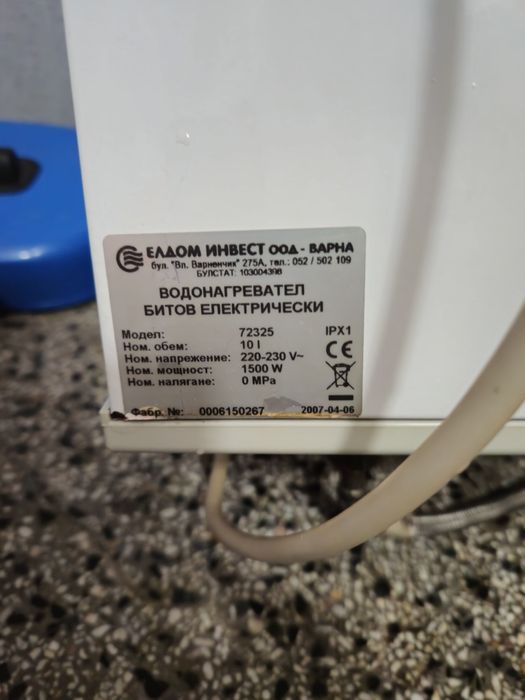 ЕЛДОМ ИНВЕСТ ООД - ВАРНА
бул. "Вл. Варненчик" 275А, тел.: 052 / 502 109
БУЛСТАТ: 103004398
ВОДОНАГРЕВАТЕЛ
БИТОВ ЕЛЕКТРИЧЕСКИ
Модел: 72325 IPX1
Ном. обем: 10 l
Ном. напрежение: 220-230 V~ CE
Ном. мощност: 1500 W
Ном. налягане: 0 MPa
Фабр. №: 0006150267 2007-04-06